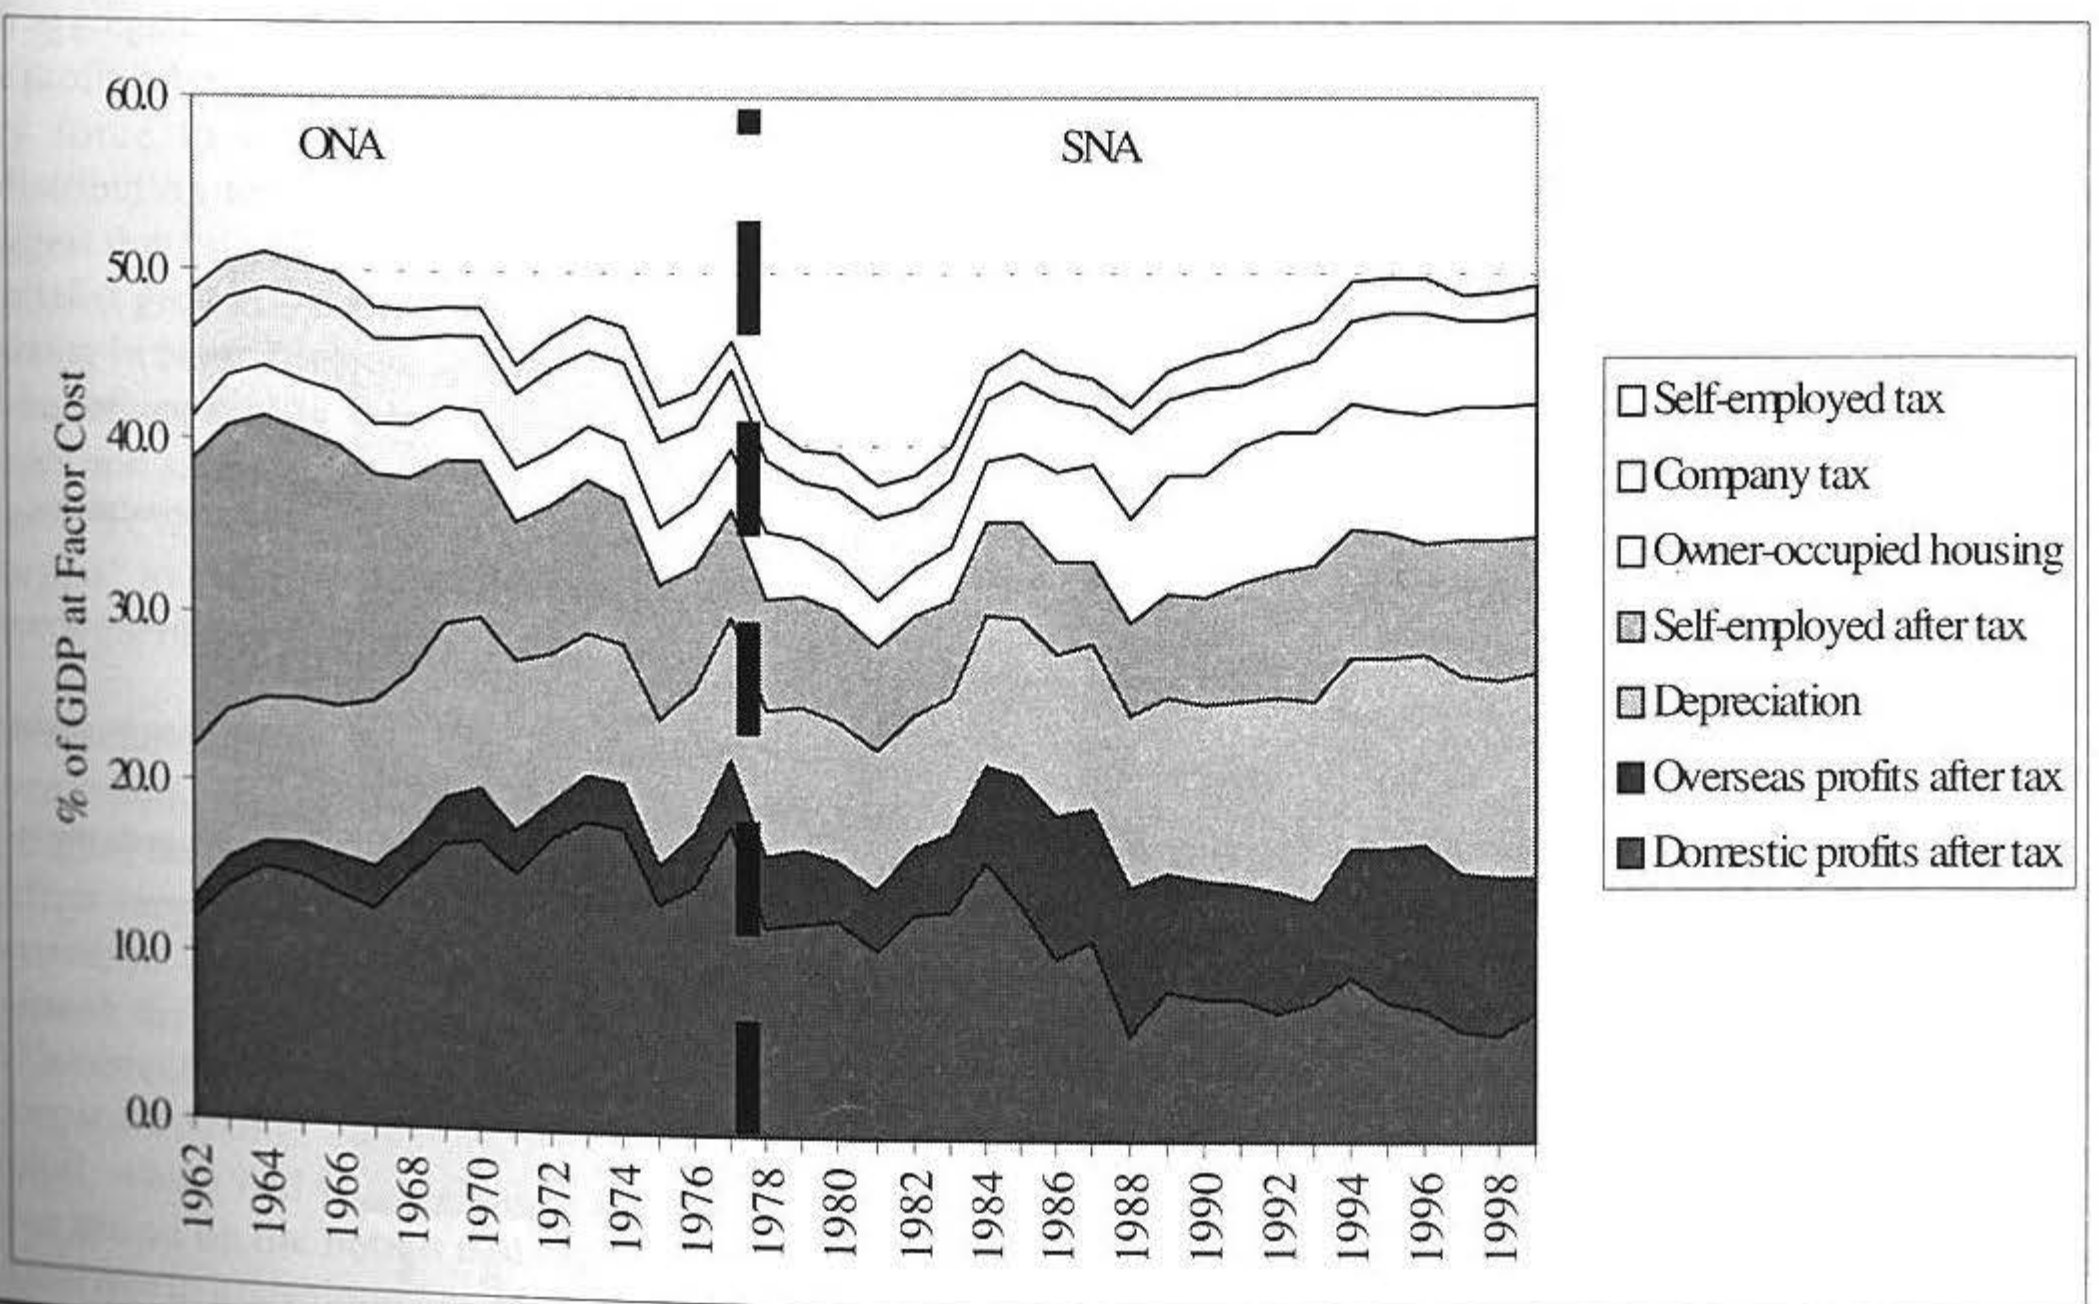 60.0
50.0
40.0
30.0
20.0
10.0
0.0
% of GDP at Factor Cost
ONA
SNA
1962
1964
1966
1968
1970
1972
1974
1976
1978
1980
1982
1984
1986
1988
1990
1992
1994
1996
1998
Self-employed tax
Company tax
Owner-occupied housing
Self-employed after tax
Depreciation
Overseas profits after tax
Domestic profits after tax